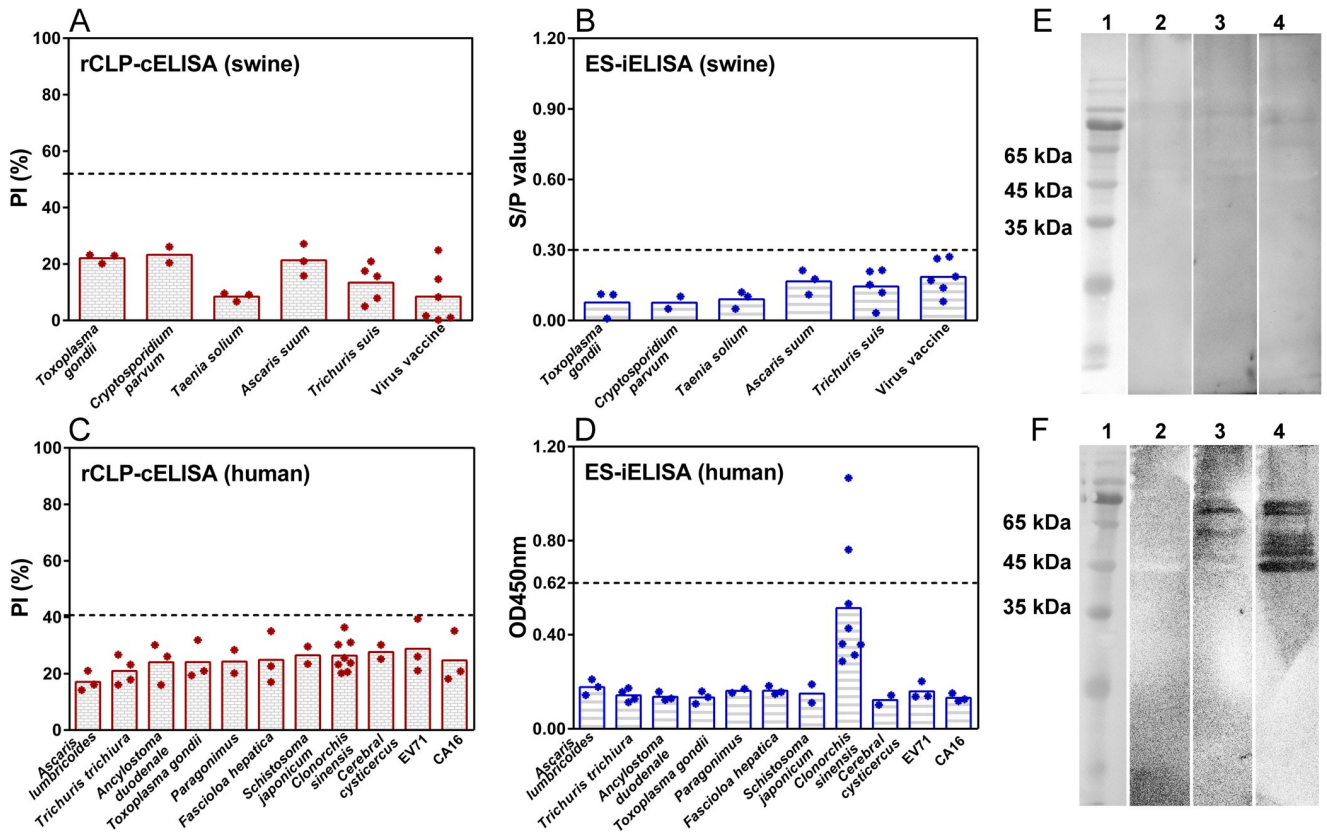 A
rCLP-cELISA (swine)
PI (%)
100
80
60
40
20
0
Toxoplasma
gondii
Cryptosporidium
parvum
Taenia solium
Ascaris suum
Trichuris suis
Virus vaccine
B
ES-iELISA (swine)
S/P value
1.20
0.90
0.60
0.30
0.00
Toxoplasma
gondii
Cryptosporidium
parvum
Taenia solium
Ascaris suum
Trichuris suis
Virus vaccine
E
1 2 3 4
65 kDa
45 kDa
35 kDa
C
rCLP-cELISA (human)
PI (%)
100
80
60
40
20
0
Ascaris
lumbricoides
Trichuris trichiura
Ancylostoma
duodenale
Toxoplasma gondii
Paragonimus
Fascioloa hepatica
Schistosoma
japonicum
Clonorchis
sinensis
Cerebral
cysticercus
EV71
CA16
D
ES-iELISA (human)
OD450nm
1.20
0.80
0.62
0.40
0.00
Ascaris
lumbricoides
Trichuris trichiura
Ancylostoma
duodenale
Toxoplasma gondii
Paragonimus
Fascioloa hepatica
Schistosoma
japonicum
Clonorchis
sinensis
Cerebral
cysticercus
EV71
CA16
F
1 2 3 4
65 kDa
45 kDa
35 kDa